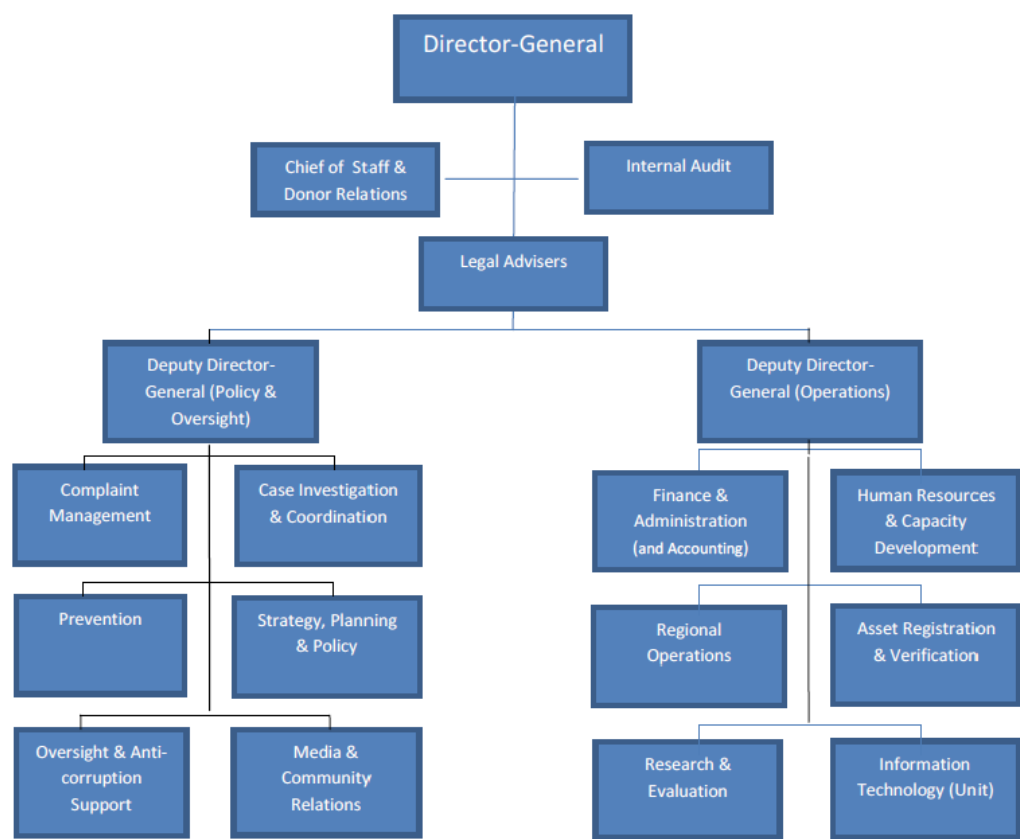 Director-General
Chief of Staff &
Donor Relations
Internal Audit
Legal Advisers
Deputy Director-
General (Policy &
Oversight)
Deputy Director-
General (Operations)
Complaint
Management
Case Investigation
& Coordination
Finance &
Administration
(and Accounting)
Human Resources
& Capacity
Development
Prevention
Strategy, Planning
& Policy
Regional
Operations
Asset Registration
& Verification
Oversight & Anti-
corruption
Support
Media &
Community
Relations
Research &
Evaluation
Information
Technology (Unit)